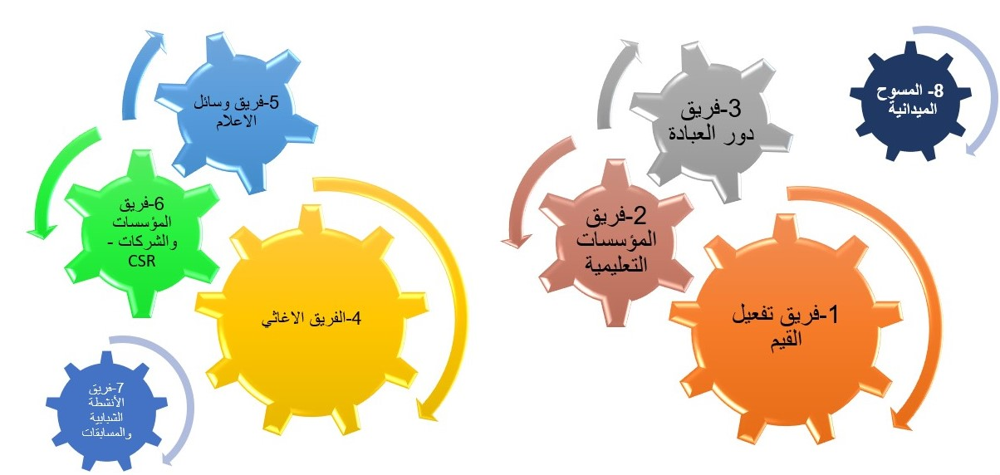 1-فريق تفعيل
القيم
2-فريق
المؤسسات
التعليمية
3-فريق
دور العبادة
4-الفريق الاغاثي
5-فريق وسائل
الاعلام
6-فريق
المؤسسات
والشركات -
CSR
7-فريق
الأنشطة
الشبابية
والمسابقات
8- المسوح
الميدانية